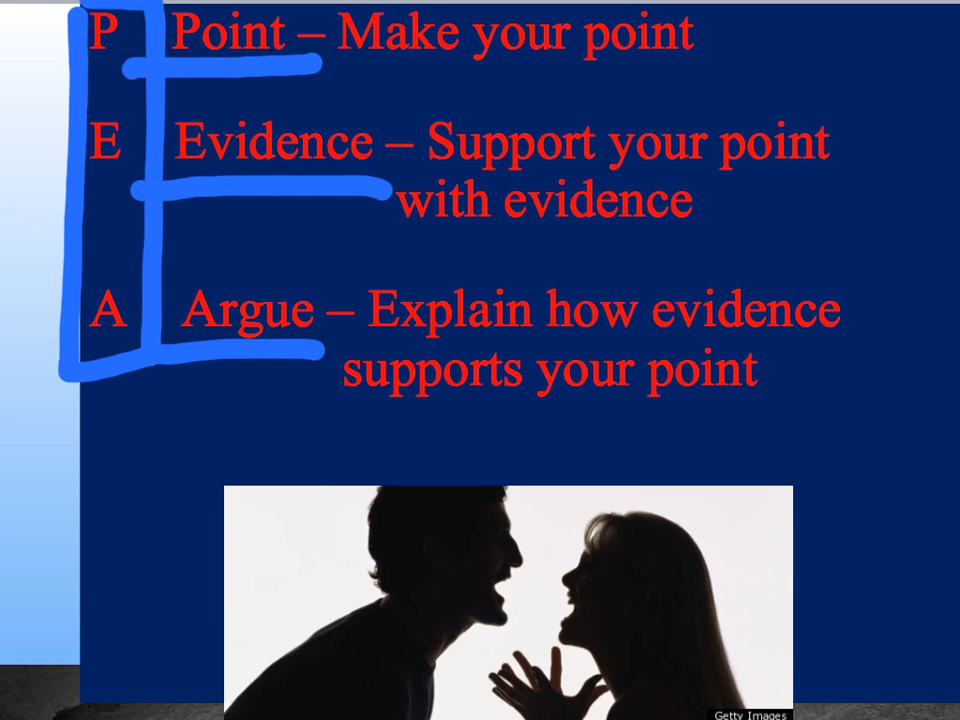 P Point – Make your point
E Evidence – Support your point
with evidence
A Argue – Explain how evidence
supports your point
Getty Images